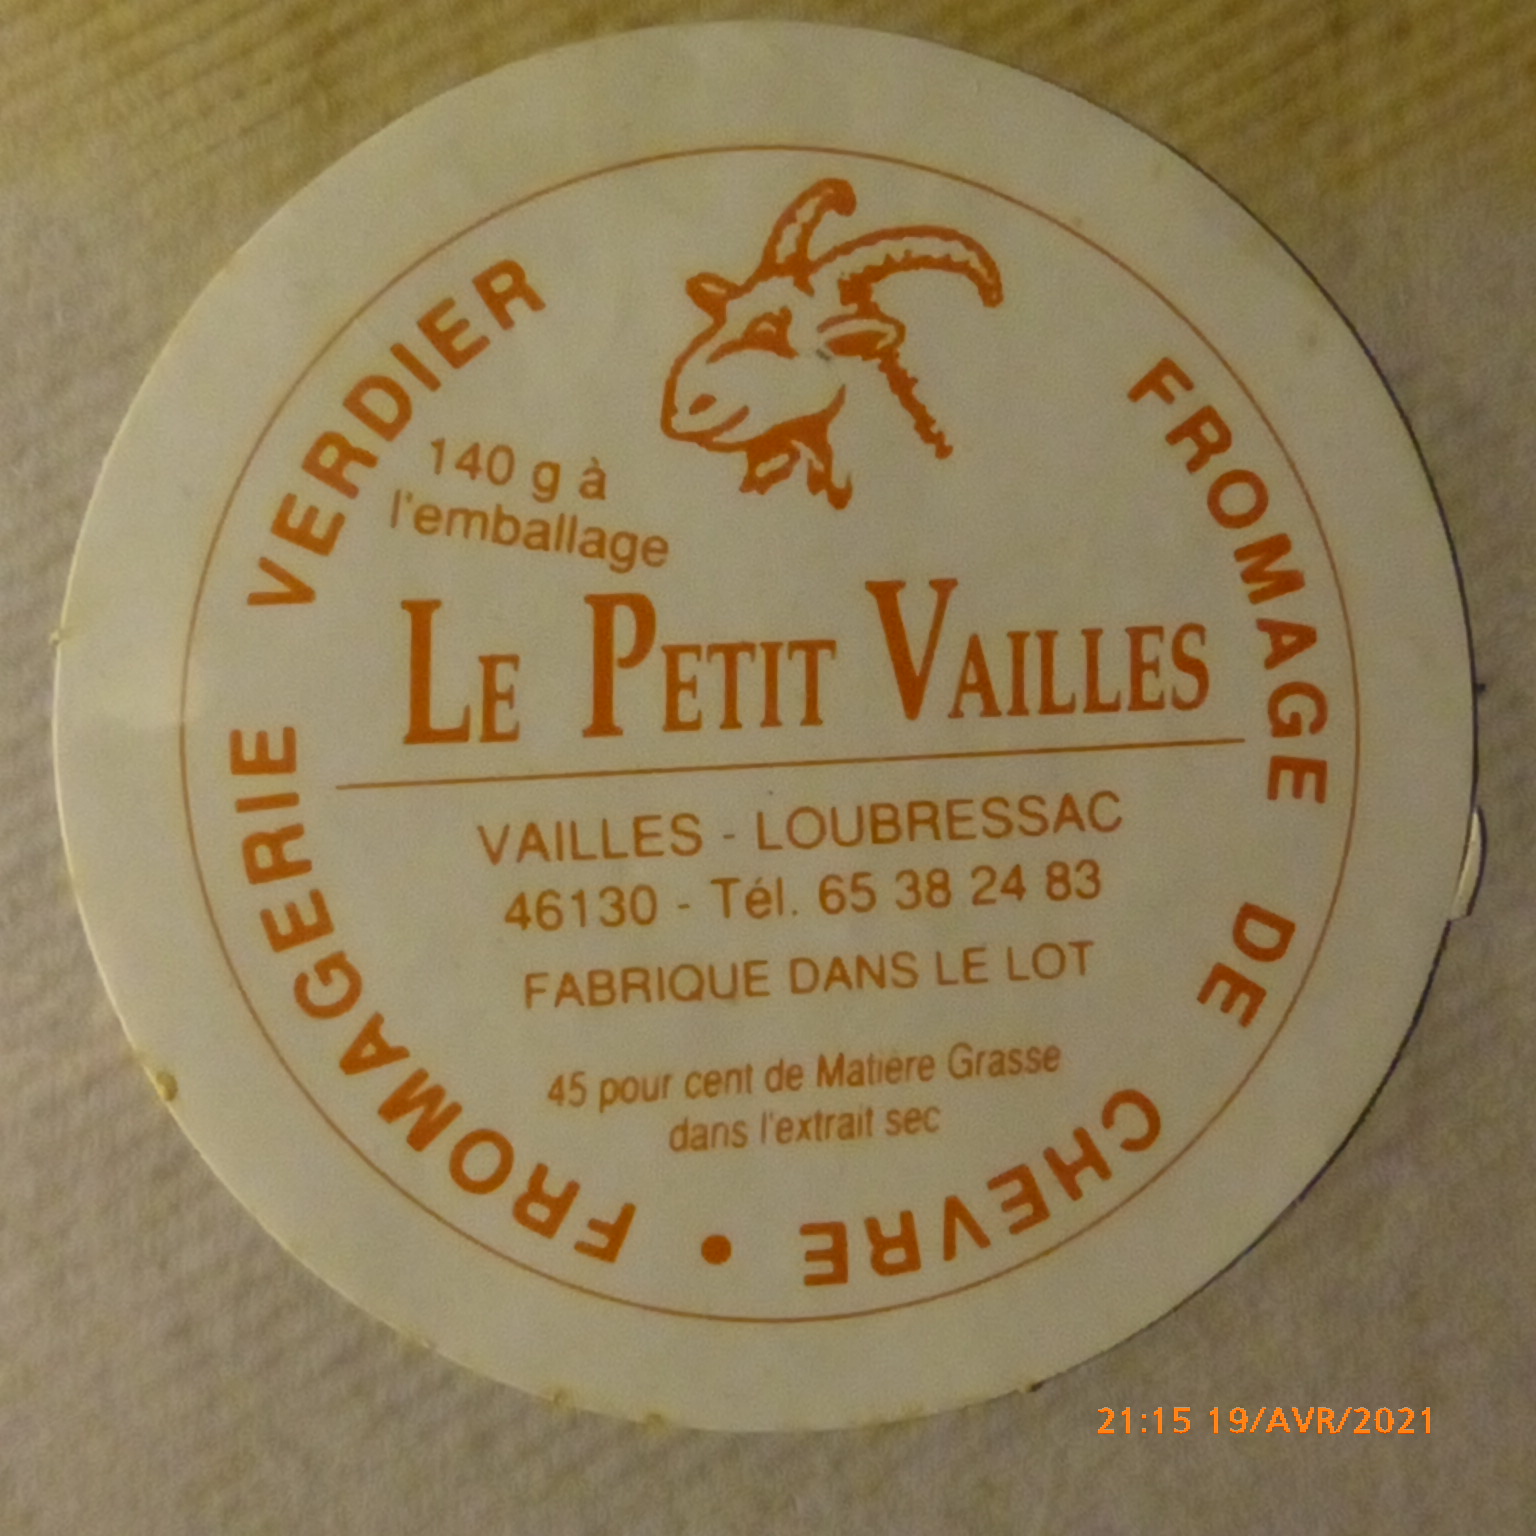 FROMAGERIE VERDIER
FROMAGE DE CHEVRE •
140 g à
l'emballage
LE PETIT VAILLES
VAILLES - LOUBRESSAC
46130 - Tél. 65 38 24 83
FABRIQUE DANS LE LOT
45 pour cent de Matière Grasse
dans l'extrait sec
21:15 19/AVR/2021